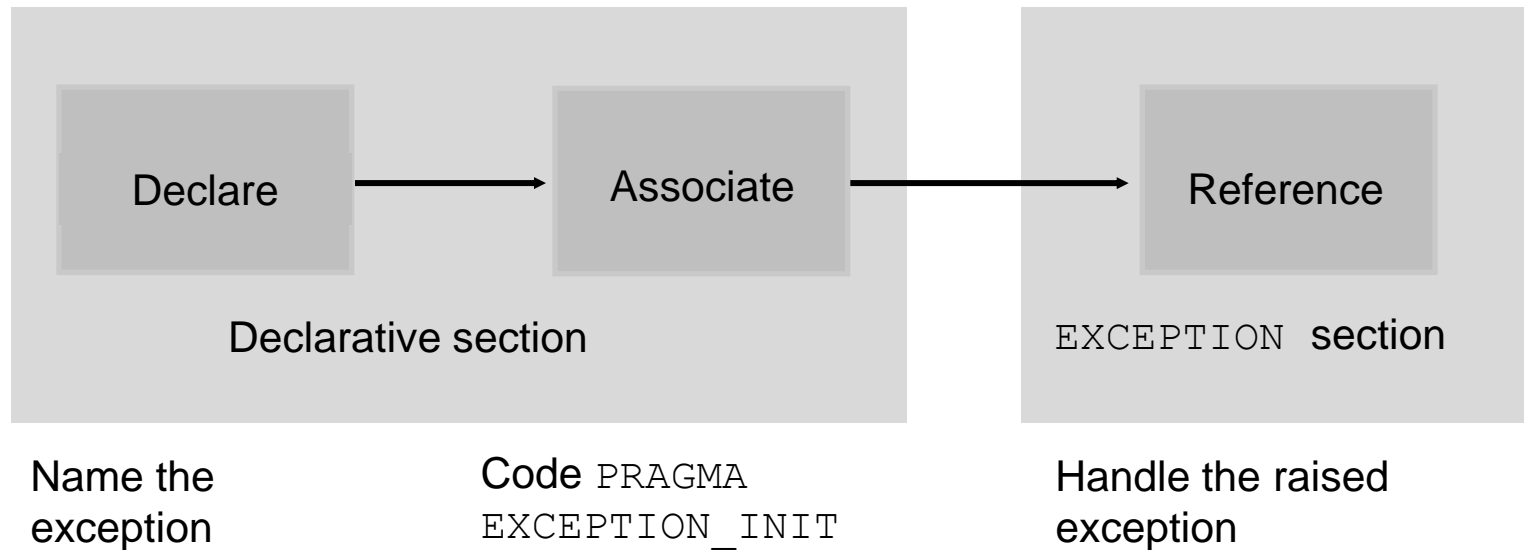 Declare
Associate
Reference
Declarative section
EXCEPTION section
Name the
exception
Code PRAGMA
EXCEPTION_INIT
Handle the raised
exception